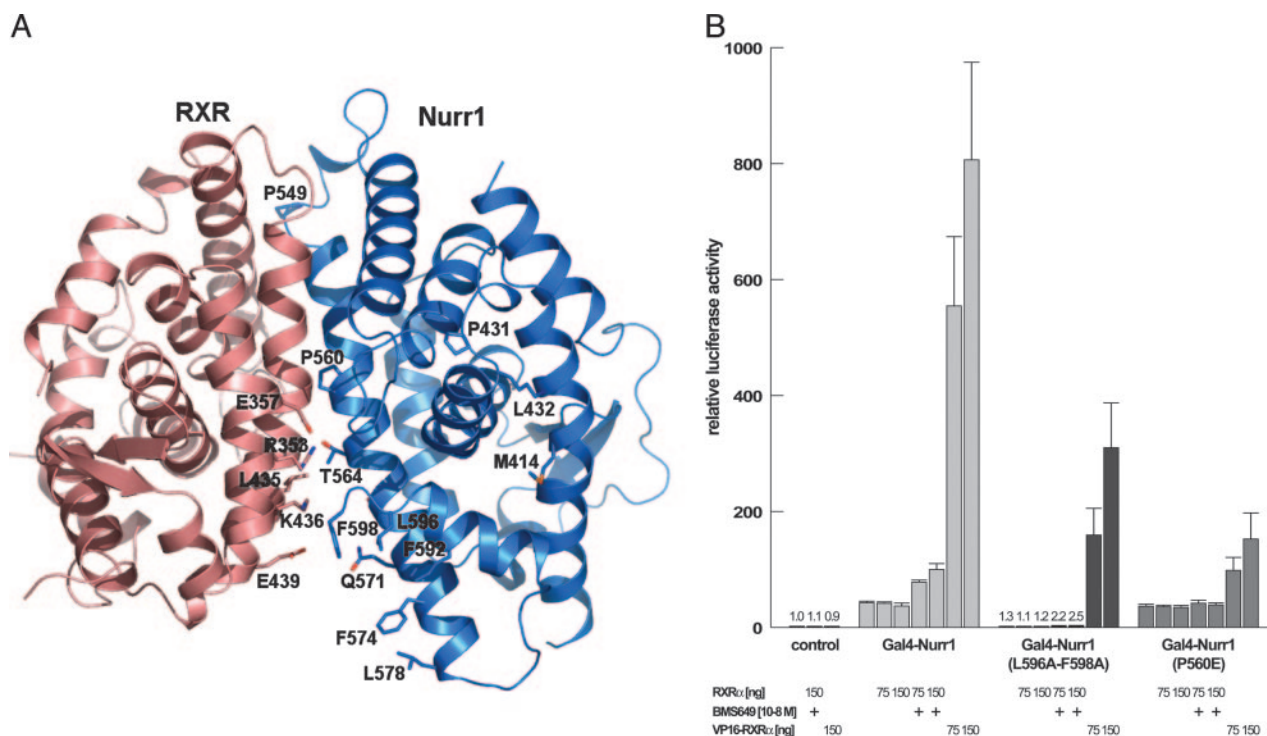 A
RXR
Nurr1
P549
P431
P560
L432
E357
R353
M414
L435
T564
K436
F598
L596
F592
E439
Q571
F574
L578
B
relative luciferase activity
1000
800
600
400
200
0
1.0 1.1 0.9
1.3 1.1 1.2 2.2 2.5
control
Gal4-Nurr1
Gal4-Nurr1
(L596A-F598A)
Gal4-Nurr1
(P560E)
RXRα [ng] 150 75 150 75 150 75 150 75 150 75 150 75 150
BMS649 [10-8 M] + + + + + + +
VP16-RXRα [ng] 150 75 150 75 150 75 150